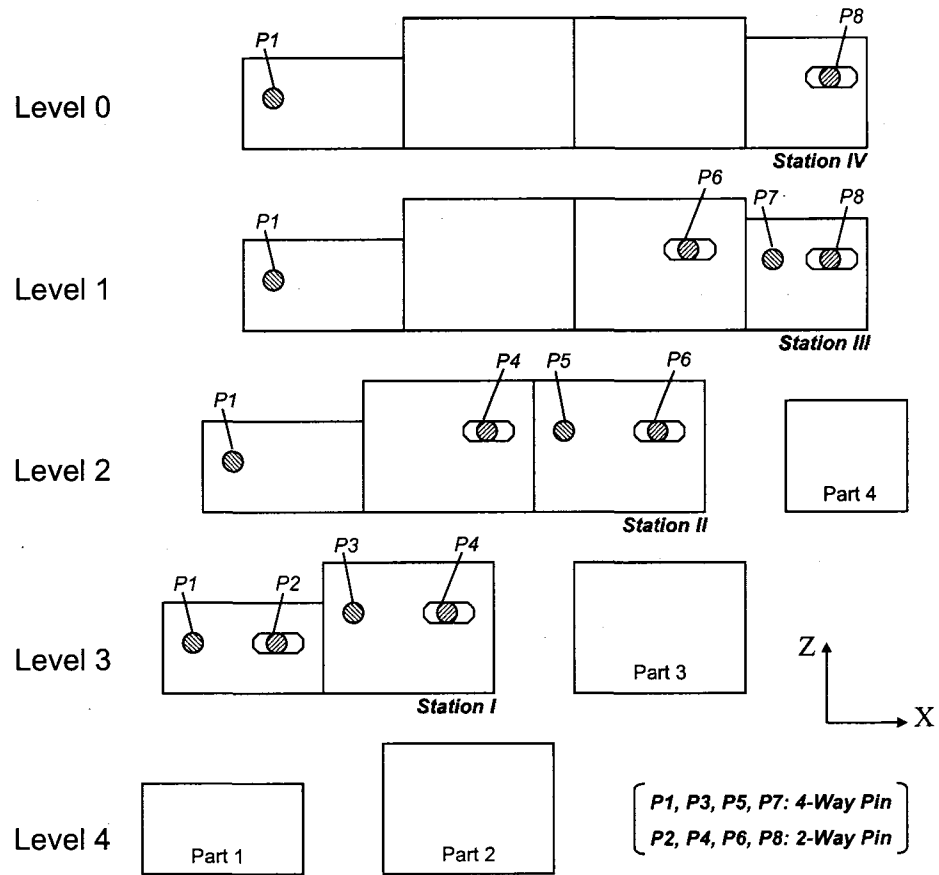 P1
P8
Level 0
Station IV
P6
P7
P8
P1
Level 1
Station III
P4
P5
P6
P1
Level 2
Part 4
Station II
P3
P4
P1
P2
Level 3
Part 3
Z
X
Station I
P1, P3, P5, P7: 4-Way Pin
P2, P4, P6, P8: 2-Way Pin
Level 4
Part 1
Part 2